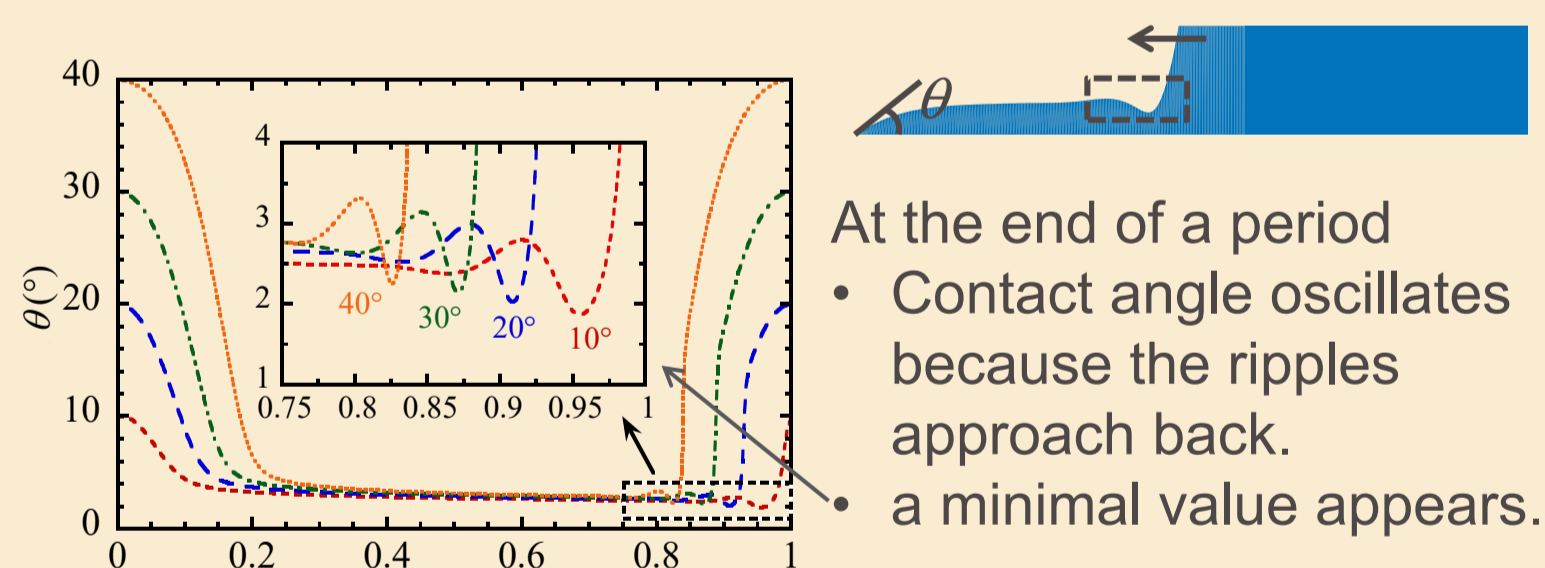 40
30
20
10
0
θ(°)
0 0.2 0.4 0.6 0.8 1
4
3
2
1
0.75 0.8 0.85 0.9 0.95 1
40° 30° 20° 10°
θ
At the end of a period
• Contact angle oscillates
because the ripples
approach back.
• a minimal value appears.